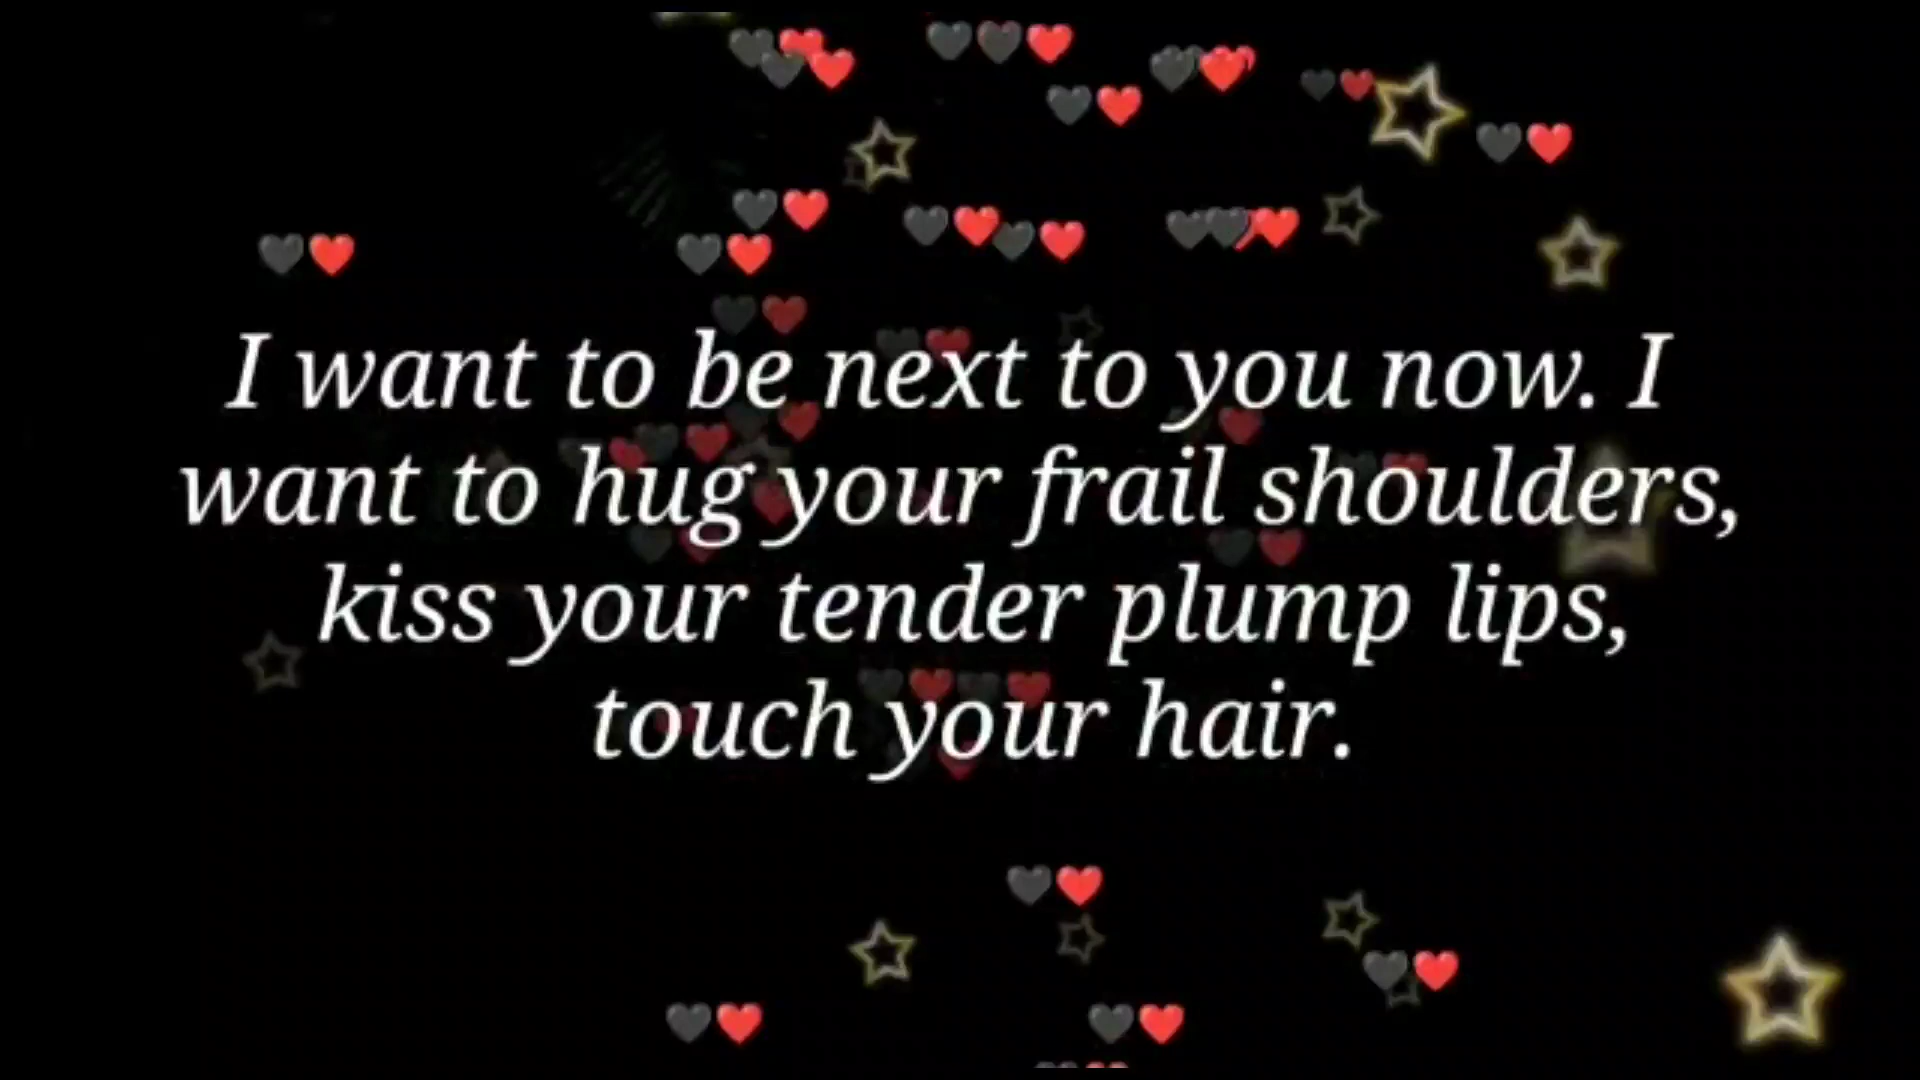 I want to be next to you now. I
want to hug your frail shoulders,
kiss your tender plump lips,
touch your hair.